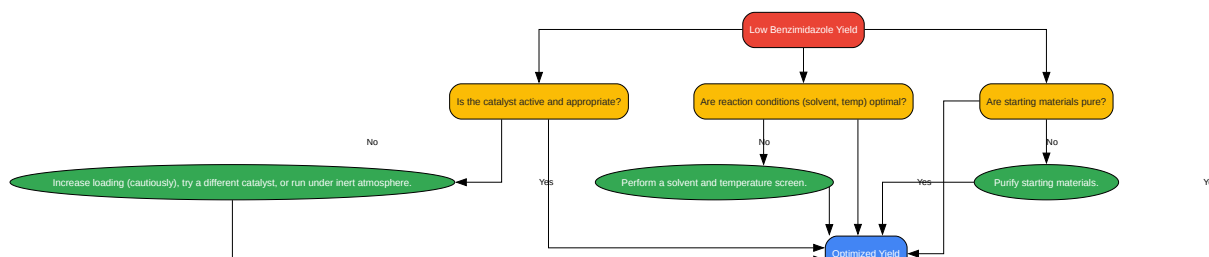 Low Benzimidazole Yield
Is the catalyst active and appropriate?
Are reaction conditions (solvent, temp) optimal?
Are starting materials pure?
No
No
No
Increase loading (cautiously), try a different catalyst, or run under inert atmosphere.
Yes
Perform a solvent and temperature screen.
Yes
Purify starting materials.
Optimized Yield